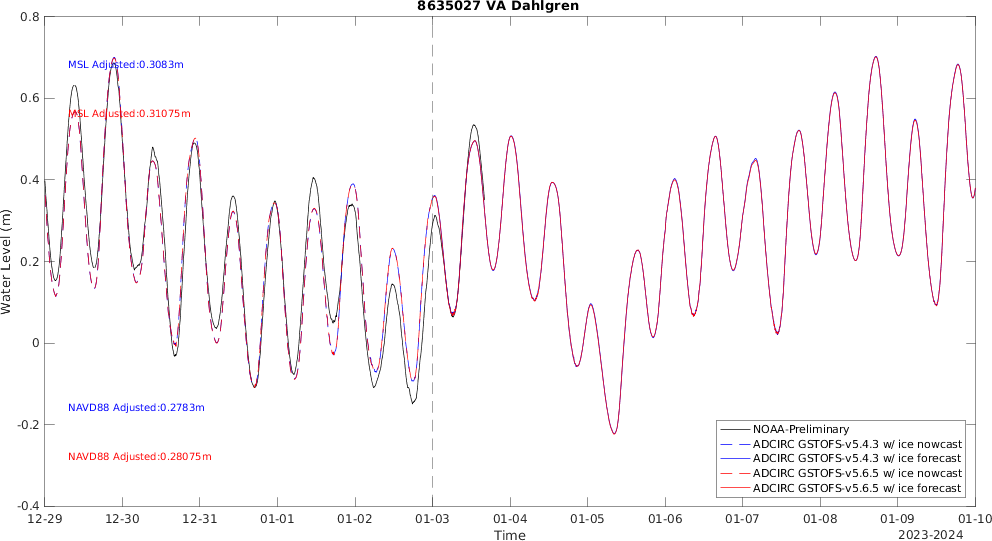 8635027 VA Dahlgren
0.8
0.6
0.4
0.2
0
-0.2
-0.4
Water Level (m)
MSL Adjusted:0.3083m
MSL Adjusted:0.31075m
NAVD88 Adjusted:0.2783m
NAVD88 Adjusted:0.28075m
NOAA-Preliminary
ADCIRC GSTOFS-v5.4.3 w/ ice nowcast
ADCIRC GSTOFS-v5.4.3 w/ ice forecast
ADCIRC GSTOFS-v5.6.5 w/ ice nowcast
ADCIRC GSTOFS-v5.6.5 w/ ice forecast
12-29 12-30 12-31 01-01 01-02 01-03 01-04 01-05 01-06 01-07 01-08 01-09 01-10
Time
2023-2024